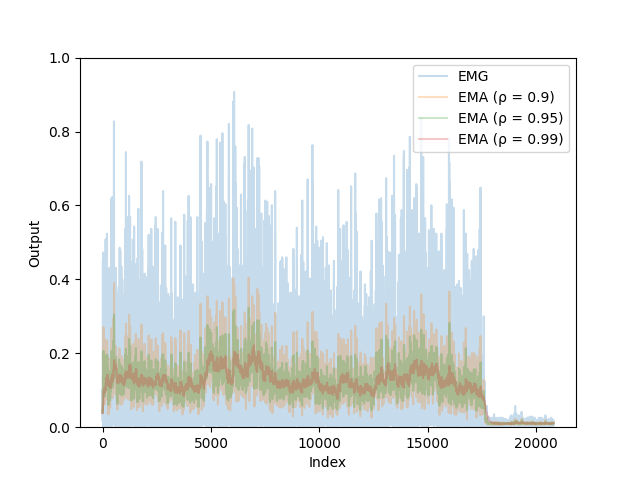 1.0
0.8
0.6
0.4
0.2
0.0
Output
0
5000
10000
15000
20000
Index
EMG
EMA (ρ = 0.9)
EMA (ρ = 0.95)
EMA (ρ = 0.99)